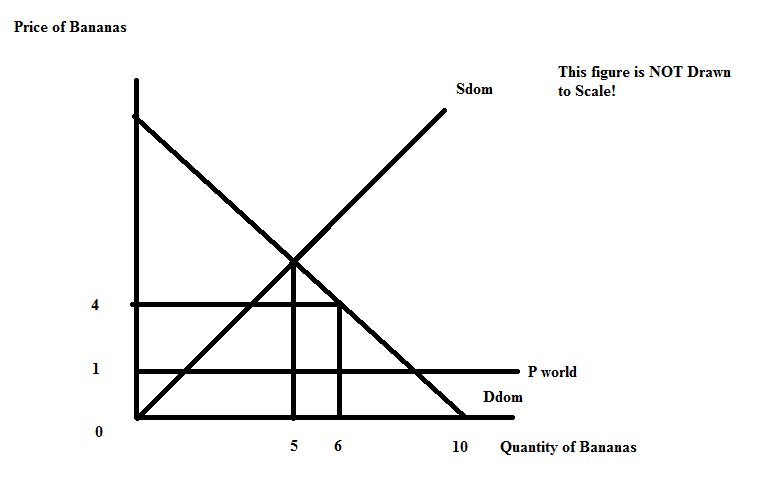 Price of Bananas
This figure is NOT Drawn
to Scale!
Sdom
4
1
P world
Ddom
0
5
6
10
Quantity of Bananas